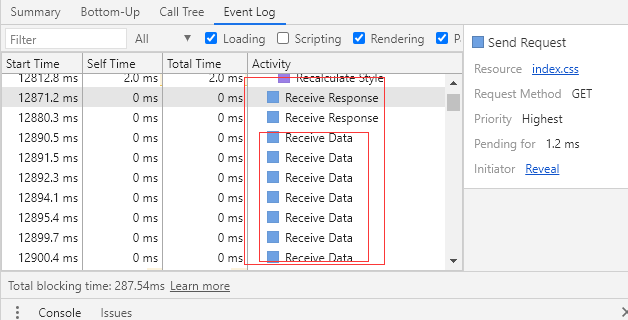 Summary Bottom-Up Call Tree Event Log
Filter All Loading Scripting Rendering Pa
Start Time Self Time Total Time Activity
12812.8 ms 2.0 ms 2.0 ms Recalculate Style
12871.2 ms 0 ms 0 ms Receive Response
12880.3 ms 0 ms 0 ms Receive Response
12890.5 ms 0 ms 0 ms Receive Data
12891.5 ms 0 ms 0 ms Receive Data
12892.3 ms 0 ms 0 ms Receive Data
12894.1 ms 0 ms 0 ms Receive Data
12895.4 ms 0 ms 0 ms Receive Data
12899.7 ms 0 ms 0 ms Receive Data
12900.4 ms 0 ms 0 ms Receive Data
Send Request
Resource index.css
Request Method GET
Priority Highest
Pending for 1.2 ms
Initiator Reveal
Total blocking time: 287.54ms Learn more
Console Issues